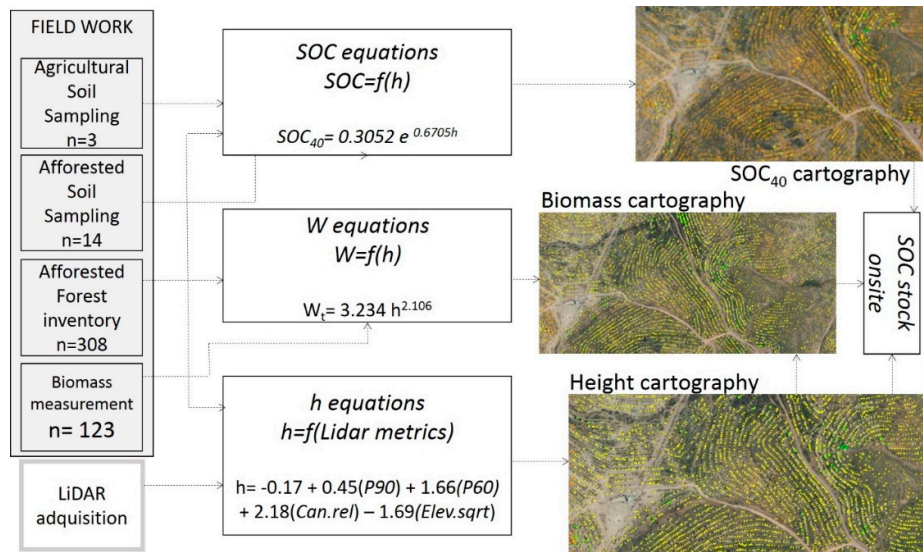 FIELD WORK
Agricultural
Soil
Sampling
n=3
Afforested
Soil
Sampling
n=14
Afforested
Forest
inventory
n=308
Biomass
measurement
n= 123
LiDAR
adquisition
SOC equations
SOC=f(h)
SOC₄₀= 0.3052 e ^0.6705h
W equations
W=f(h)
Wₜ= 3.234 h^2.106
h equations
h=f(Lidar metrics)
h= -0.17 + 0.45(P90) + 1.66(P60)
+ 2.18(Can.rel) – 1.69(Elev.sqrt)
SOC₄₀ cartography
Biomass cartography
Height cartography
SOC stock
onsite